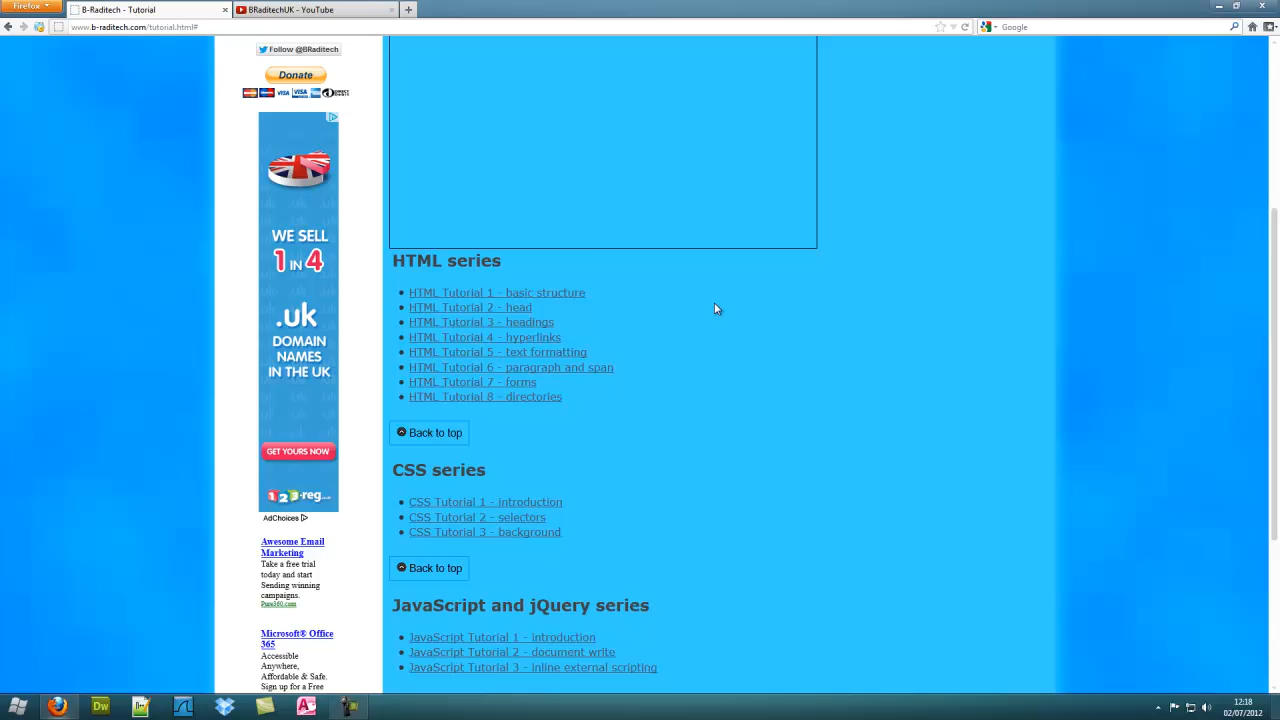 Firefox
B-Raditech - Tutorial
BRaditechUK - YouTube
www.b-raditech.com/tutorial.html#
Google
Follow @BRaditech
Donate
VISA
WE SELL
1 IN 4
.uk
DOMAIN
NAMES
IN THE UK
GET YOURS NOW
123-reg
AdChoices
Awesome Email
Marketing
Take a free trial
today and start
Sending winning
campaigns.
Pure360.com
Microsoft® Office
365
Accessible
Anywhere,
Affordable & Safe.
Sign up for a Free
HTML series
HTML Tutorial 1 - basic structure
HTML Tutorial 2 - head
HTML Tutorial 3 - headings
HTML Tutorial 4 - hyperlinks
HTML Tutorial 5 - text formatting
HTML Tutorial 6 - paragraph and span
HTML Tutorial 7 - forms
HTML Tutorial 8 - directories
Back to top
CSS series
CSS Tutorial 1 - introduction
CSS Tutorial 2 - selectors
CSS Tutorial 3 - background
Back to top
JavaScript and jQuery series
JavaScript Tutorial 1 - introduction
JavaScript Tutorial 2 - document write
JavaScript Tutorial 3 - inline external scripting
Dw
12:18
02/07/2012